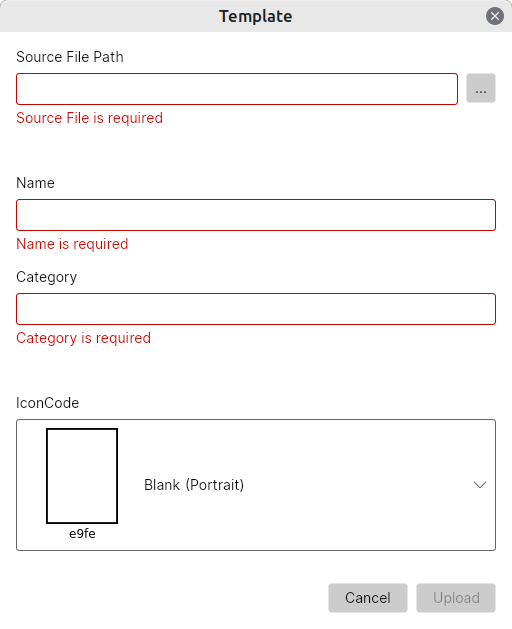 Template
Source File Path
...
Source File is required
Name
Name is required
Category
Category is required
IconCode
Blank (Portrait)
e9fe
Cancel
Upload